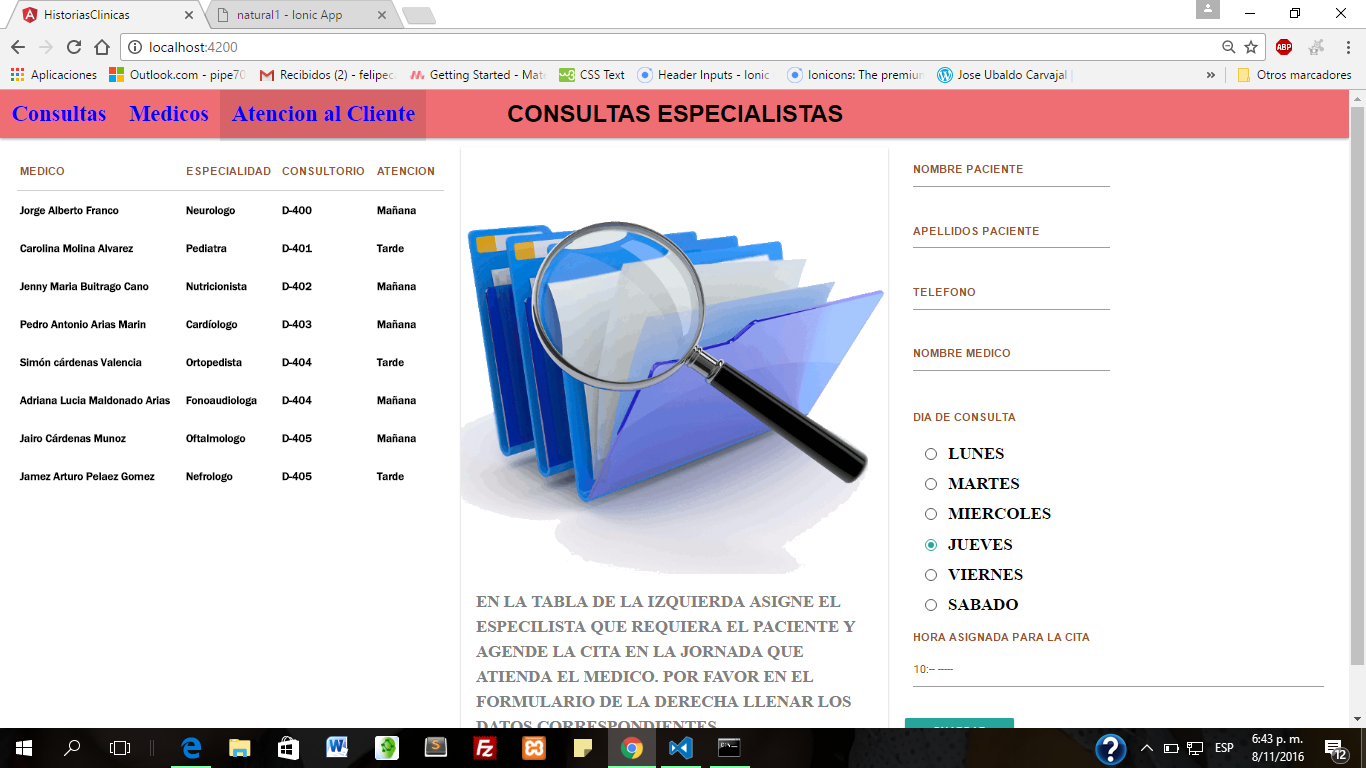 HistoriasClinicas
natural1 - Ionic App
localhost:4200
Aplicaciones
Outlook.com - pipe70
Recibidos (2) - felipec
Getting Started - Mate
CSS Text
Header Inputs - Ionic
Ionicons: The premium
Jose Ubaldo Carvajal
»
Otros marcadores
Consultas Medicos Atencion al Cliente
CONSULTAS ESPECIALISTAS
MEDICO ESPECIALIDAD CONSULTORIO ATENCION
Jorge Alberto Franco Neurologo D-400 Mañana
Carolina Molina Alvarez Pediatra D-401 Tarde
Jenny Maria Buitrago Cano Nutricionista D-402 Mañana
Pedro Antonio Arias Marin Cardíologo D-403 Mañana
Simón cárdenas Valencia Ortopedista D-404 Tarde
Adriana Lucia Maldonado Arias Fonoaudiologa D-404 Mañana
Jairo Cárdenas Munoz Oftalmologo D-405 Mañana
Jamez Arturo Pelaez Gomez Nefrologo D-405 Tarde
EN LA TABLA DE LA IZQUIERDA ASIGNE EL
ESPECILISTA QUE REQUIERA EL PACIENTE Y
AGENDE LA CITA EN LA JORNADA QUE
ATIENDA EL MEDICO. POR FAVOR EN EL
FORMULARIO DE LA DERECHA LLENAR LOS
DATOS CORRESPONDIENTES
NOMBRE PACIENTE
APELLIDOS PACIENTE
TELEFONO
NOMBRE MEDICO
DIA DE CONSULTA
LUNES
MARTES
MIERCOLES
JUEVES
VIERNES
SABADO
HORA ASIGNADA PARA LA CITA
10:-- -----
ABP
ESP
6:43 p. m.
8/11/2016
12